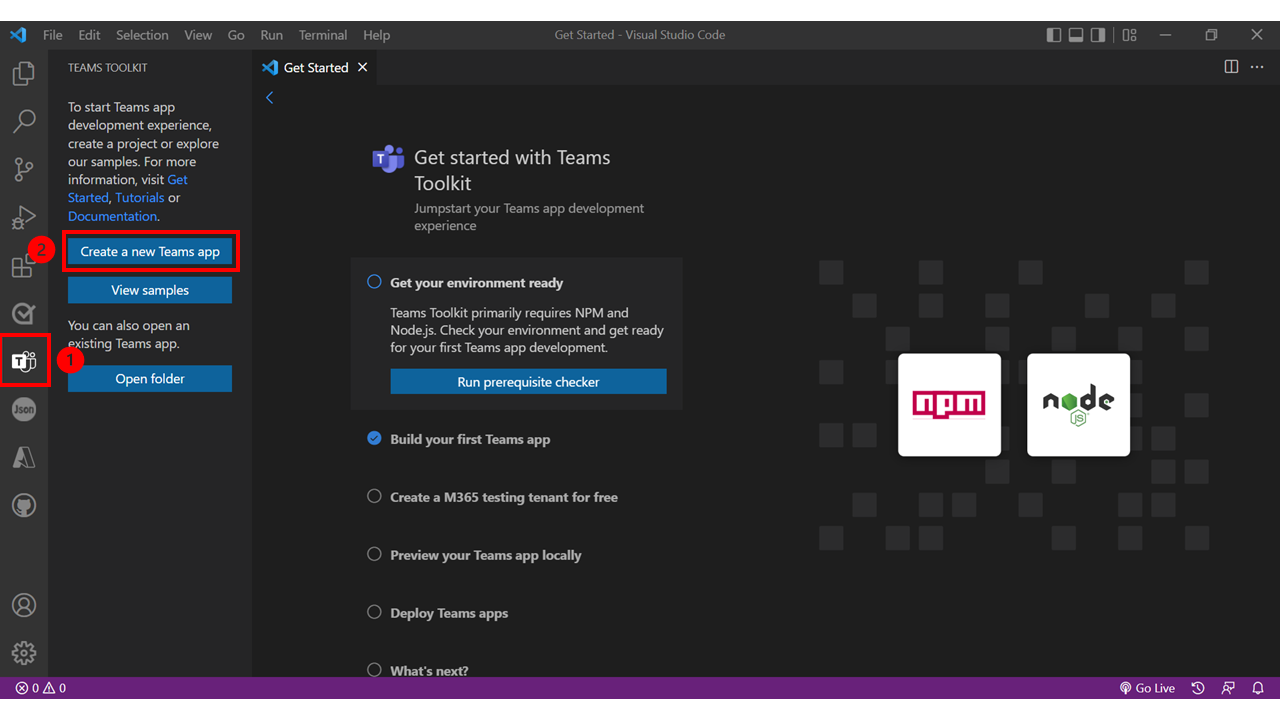 File Edit Selection View Go Run Terminal Help
Get Started - Visual Studio Code
TEAMS TOOLKIT
To start Teams app
development experience,
create a project or explore
our samples. For more
information, visit Get
Started, Tutorials or
Documentation.
2
Create a new Teams app
View samples
You can also open an
existing Teams app.
1
Open folder
T
Json
Get Started
T
Get started with Teams
Toolkit
Jumpstart your Teams app development
experience
Get your environment ready
Teams Toolkit primarily requires NPM and
Node.js. Check your environment and get ready
for your first Teams app development.
Run prerequisite checker
Build your first Teams app
Create a M365 testing tenant for free
Preview your Teams app locally
Deploy Teams apps
What's next?
npm
node
JS
0 0
Go Live